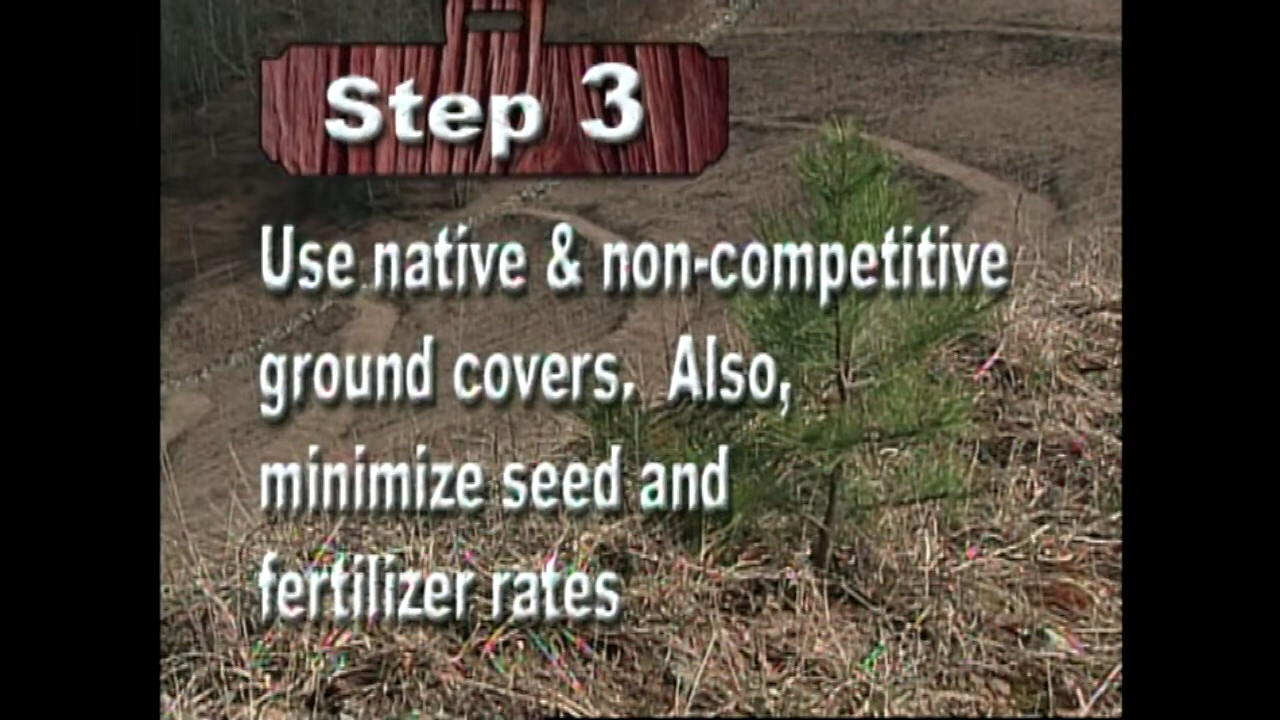 Step 3
Use native & non-competitive
ground covers. Also,
minimize seed and
fertilizer rates